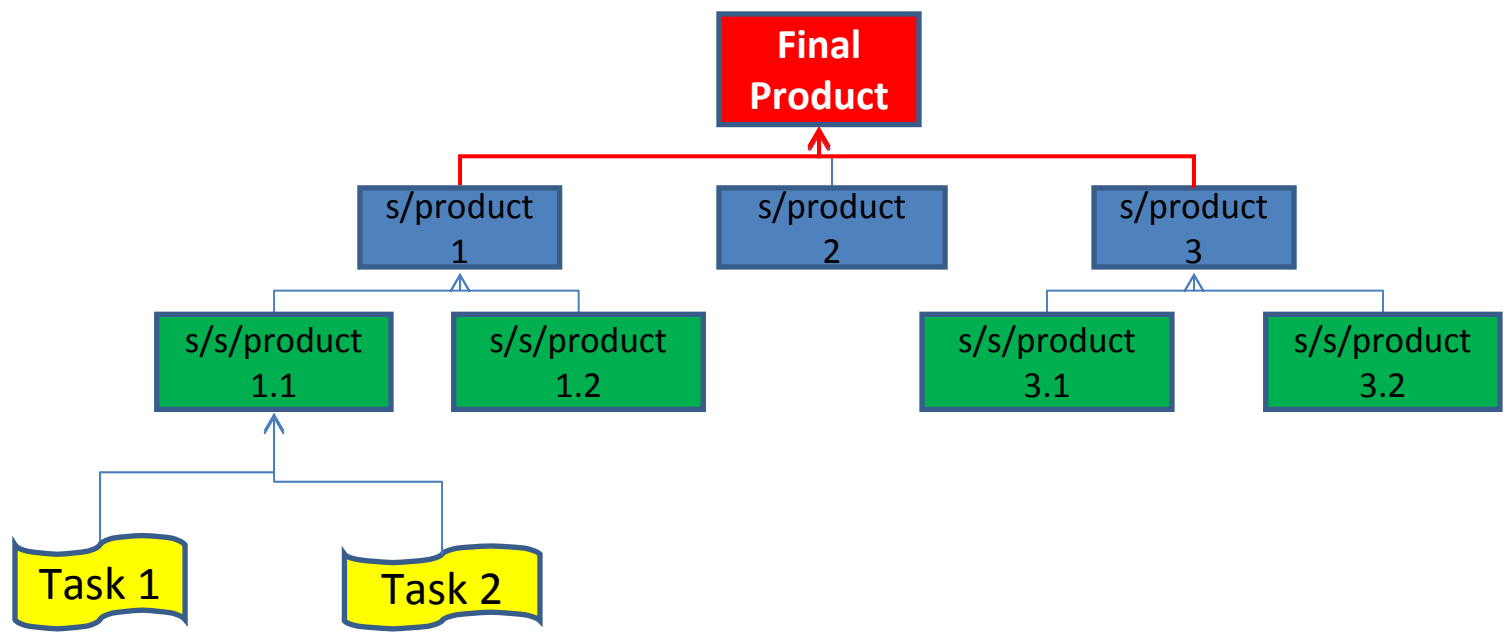 Final
Product
s/product
1
s/product
2
s/product
3
s/s/product
1.1
s/s/product
1.2
s/s/product
3.1
s/s/product
3.2
Task 1
Task 2